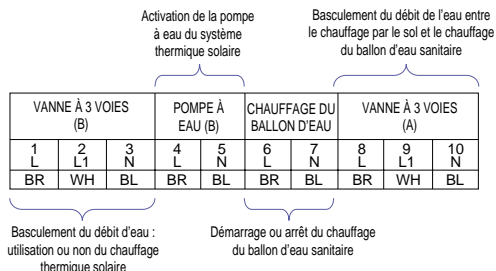 Activation de la pompe
à eau du système
thermique solaire
Basculement du débit de l'eau entre
le chauffage par le sol et le chauffage
du ballon d'eau sanitaire
VANNE À 3 VOIES
(B)
POMPE À
EAU (B)
CHAUFFAGE DU
BALLON D'EAU
VANNE À 3 VOIES
(A)
1 2 3 4 5 6 7 8 9 10
L L1 N L N L N L L1 N
BR WH BL BR BL BR BL BR WH BL
Basculement du débit d'eau :
utilisation ou non du chauffage
thermique solaire
Démarrage ou arrêt du chauffage
du ballon d'eau sanitaire